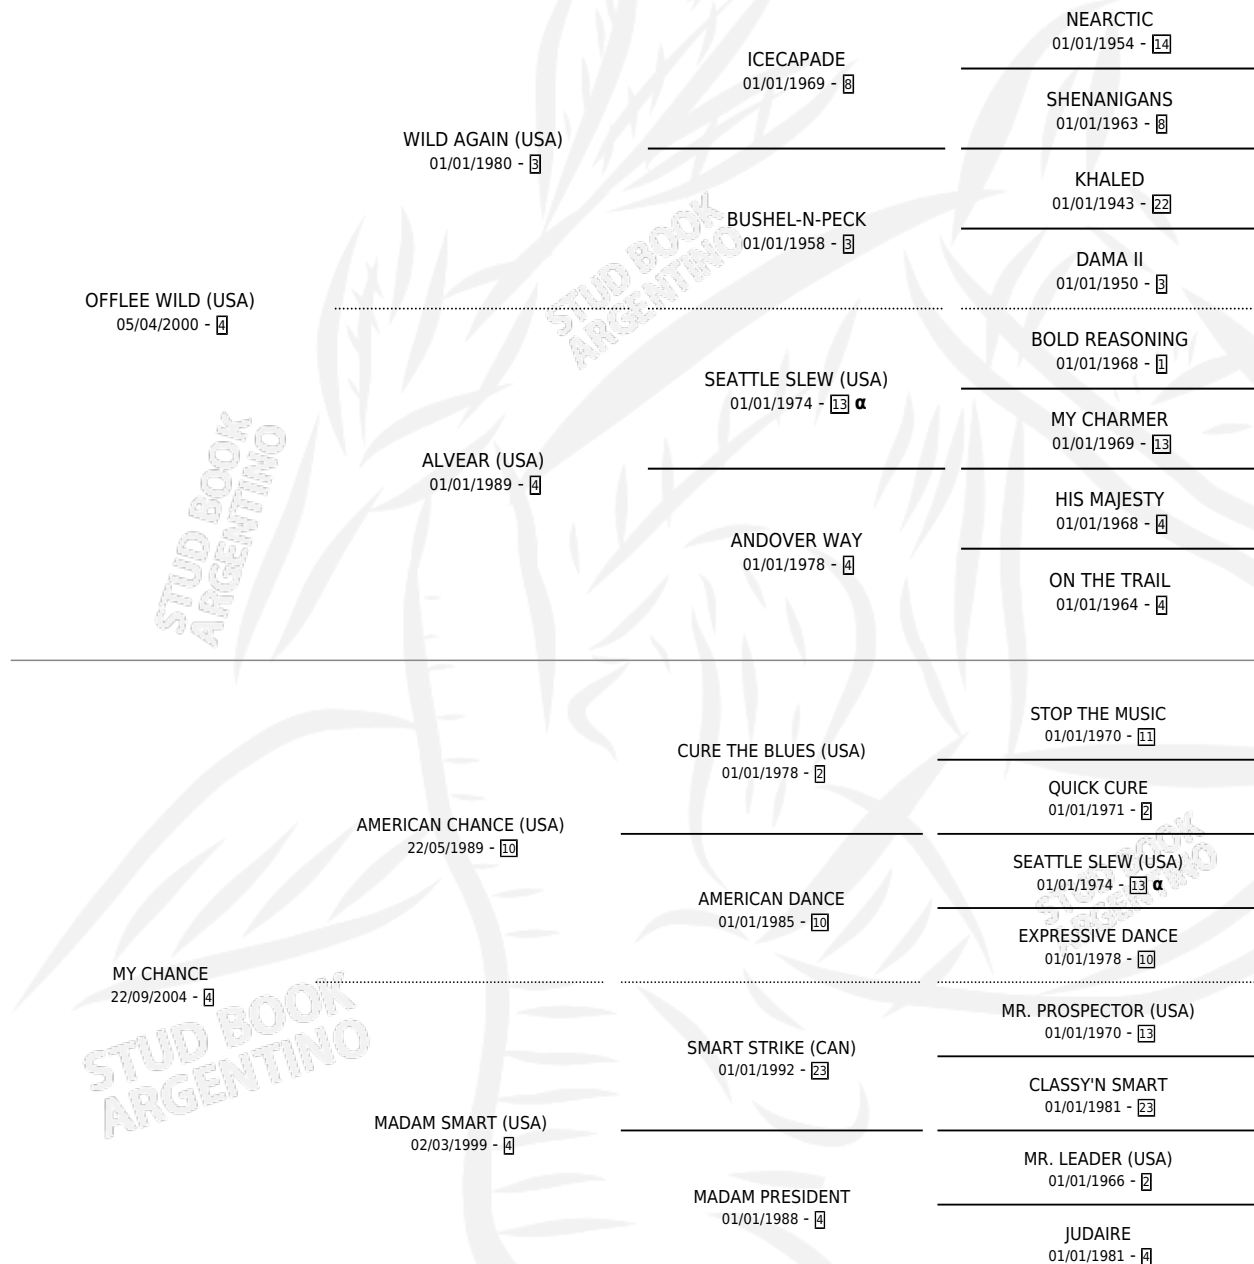 NEARCTIC
01/01/1954 - 14
ICECAPADE
01/01/1969 - 8
SHENANIGANS
01/01/1963 - 8
WILD AGAIN (USA)
01/01/1980 - 3
KHALED
01/01/1943 - 22
BUSHEL-N-PECK
01/01/1958 - 3
DAMA II
01/01/1950 - 3
STUD BOOK
ARGENTINO
OFFLEE WILD (USA)
05/04/2000 - 4
BOLD REASONING
01/01/1968 - 1
SEATTLE SLEW (USA)
01/01/1974 - 13 α
MY CHARMER
01/01/1969 - 13
ALVEAR (USA)
01/01/1989 - 4
HIS MAJESTY
01/01/1968 - 4
ANDOVER WAY
01/01/1978 - 4
ON THE TRAIL
01/01/1964 - 4
STUD BOOK
ARGENTINO
STOP THE MUSIC
01/01/1970 - 11
CURE THE BLUES (USA)
01/01/1978 - 2
QUICK CURE
01/01/1971 - 2
AMERICAN CHANCE (USA)
22/05/1989 - 10
SEATTLE SLEW (USA)
01/01/1974 - 13 α
STUD BOOK
ARGENTINO
AMERICAN DANCE
01/01/1985 - 10
EXPRESSIVE DANCE
01/01/1978 - 10
MY CHANCE
22/09/2004 - 4
STUD BOOK
ARGENTINO
MR. PROSPECTOR (USA)
01/01/1970 - 13
SMART STRIKE (CAN)
01/01/1992 - 23
CLASSY'N SMART
01/01/1981 - 23
MADAM SMART (USA)
02/03/1999 - 4
MR. LEADER (USA)
01/01/1966 - 2
MADAM PRESIDENT
01/01/1988 - 4
JUDAIRE
01/01/1981 - 4